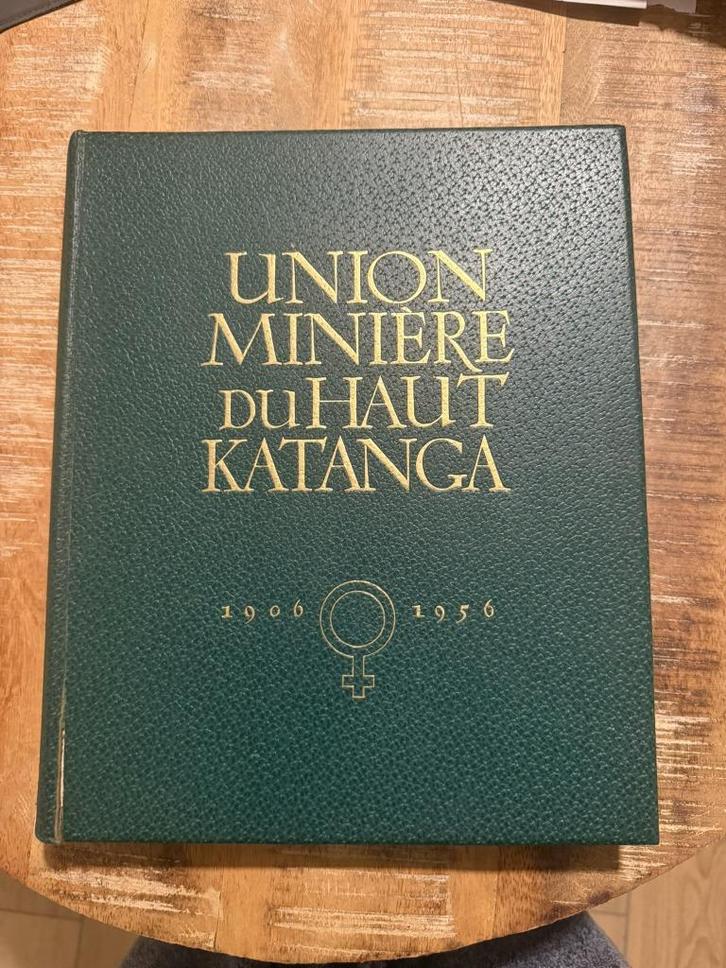 UNION
MINIÈRE
DU HAUT
KATANGA
1906 1956